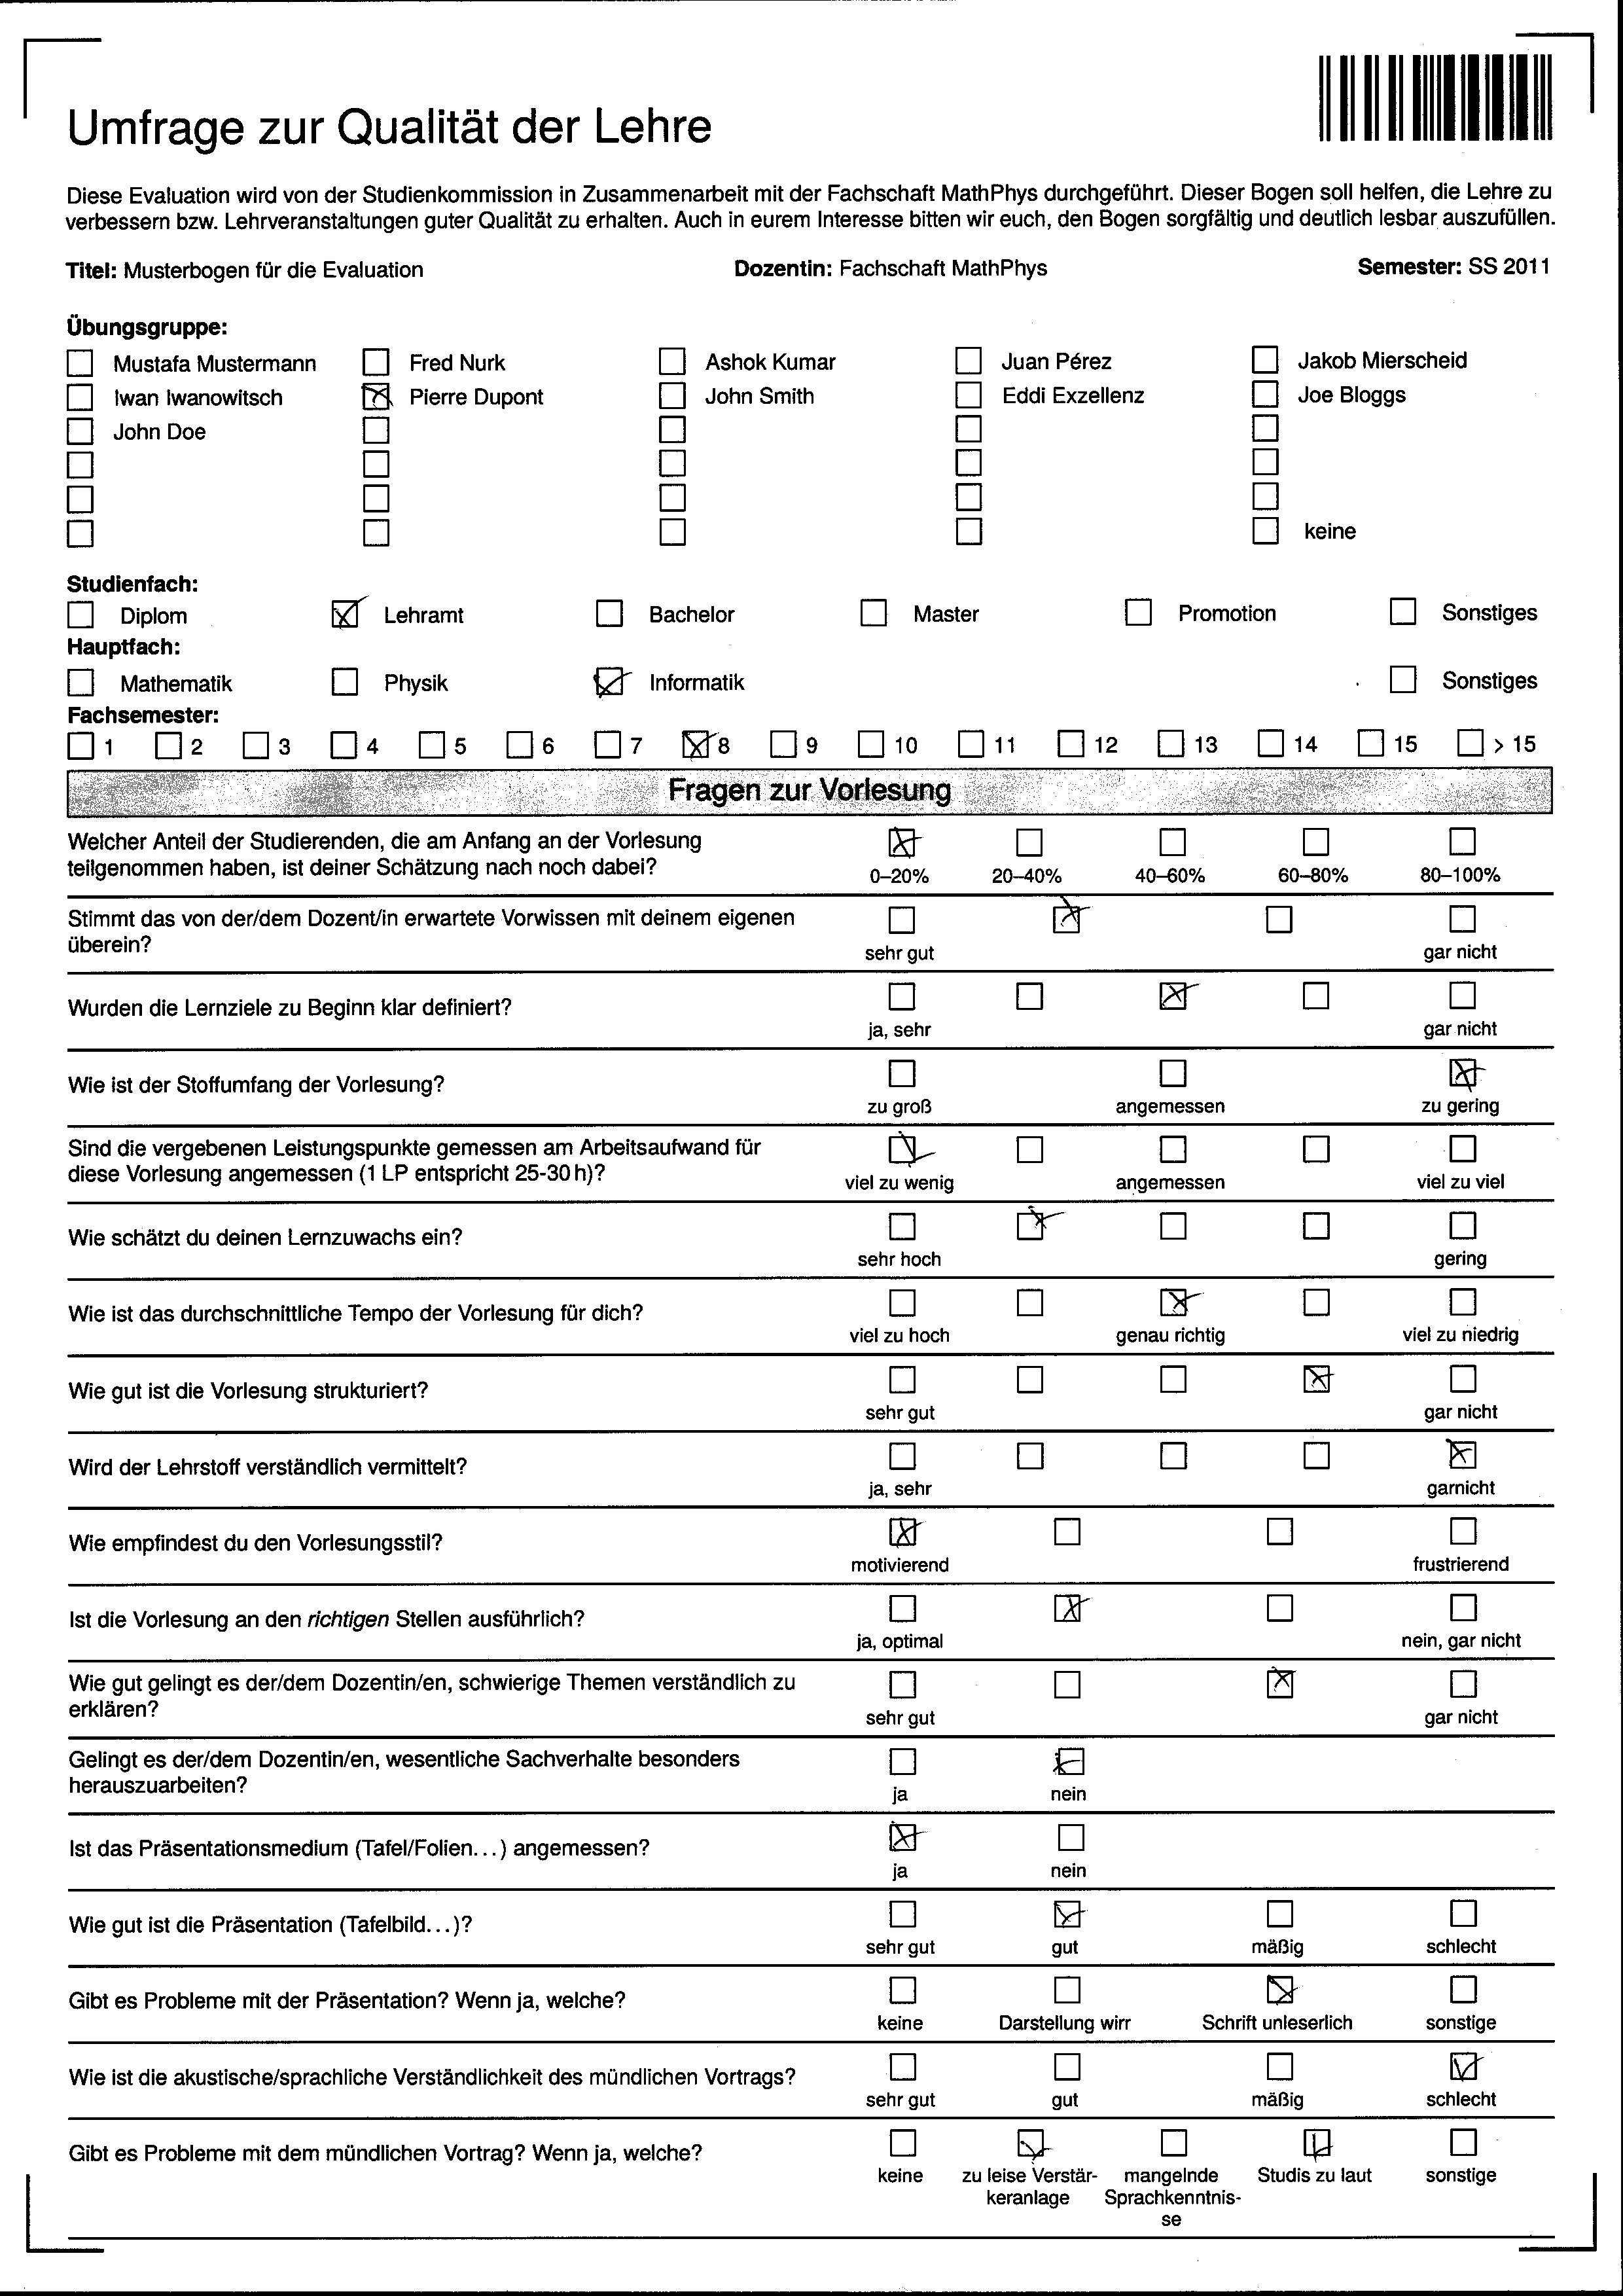 Umfrage zur Qualität der Lehre
Diese Evaluation wird von der Studienkommission in Zusammenarbeit mit der Fachschaft MathPhys durchgeführt. Dieser Bogen soll helfen, die Lehre zu
verbessern bzw. Lehrveranstaltungen guter Qualität zu erhalten. Auch in eurem Interesse bitten wir euch, den Bogen sorgfältig und deutlich lesbar auszufüllen.
Titel: Musterbogen für die Evaluation Dozentin: Fachschaft MathPhys Semester: SS 2011
Übungsgruppe:
Mustafa Mustermann Fred Nurk Ashok Kumar Juan Pérez Jakob Mierscheid
Iwan Iwanowitsch Pierre Dupont John Smith Eddi Exzellenz Joe Bloggs
John Doe
keine
Studienfach:
Diplom Lehramt Bachelor Master Promotion Sonstiges
Hauptfach:
Mathematik Physik Informatik Sonstiges
Fachsemester:
1 2 3 4 5 6 7 8 9 10 11 12 13 14 15 > 15
Fragen zur Vorlesung
Welcher Anteil der Studierenden, die am Anfang an der Vorlesung
teilgenommen haben, ist deiner Schätzung nach noch dabei?
0–20% 20–40% 40–60% 60–80% 80–100%
Stimmt das von der/dem Dozent/in erwartete Vorwissen mit deinem eigenen
überein?
sehr gut gar nicht
Wurden die Lernziele zu Beginn klar definiert?
ja, sehr gar nicht
Wie ist der Stoffumfang der Vorlesung?
zu groß angemessen zu gering
Sind die vergebenen Leistungspunkte gemessen am Arbeitsaufwand für
diese Vorlesung angemessen (1 LP entspricht 25-30 h)?
viel zu wenig angemessen viel zu viel
Wie schätzt du deinen Lernzuwachs ein?
sehr hoch gering
Wie ist das durchschnittliche Tempo der Vorlesung für dich?
viel zu hoch genau richtig viel zu niedrig
Wie gut ist die Vorlesung strukturiert?
sehr gut gar nicht
Wird der Lehrstoff verständlich vermittelt?
ja, sehr garnicht
Wie empfindest du den Vorlesungsstil?
motivierend frustrierend
Ist die Vorlesung an den richtigen Stellen ausführlich?
ja, optimal nein, gar nicht
Wie gut gelingt es der/dem Dozentin/en, schwierige Themen verständlich zu
erklären?
sehr gut gar nicht
Gelingt es der/dem Dozentin/en, wesentliche Sachverhalte besonders
herauszuarbeiten?
ja nein
Ist das Präsentationsmedium (Tafel/Folien...) angemessen?
ja nein
Wie gut ist die Präsentation (Tafelbild...)?
sehr gut gut mäßig schlecht
Gibt es Probleme mit der Präsentation? Wenn ja, welche?
keine Darstellung wirr Schrift unleserlich sonstige
Wie ist die akustische/sprachliche Verständlichkeit des mündlichen Vortrags?
sehr gut gut mäßig schlecht
Gibt es Probleme mit dem mündlichen Vortrag? Wenn ja, welche?
keine zu leise Verstär- mangelnde Studis zu laut sonstige
keranlage Sprachkenntnis-
se